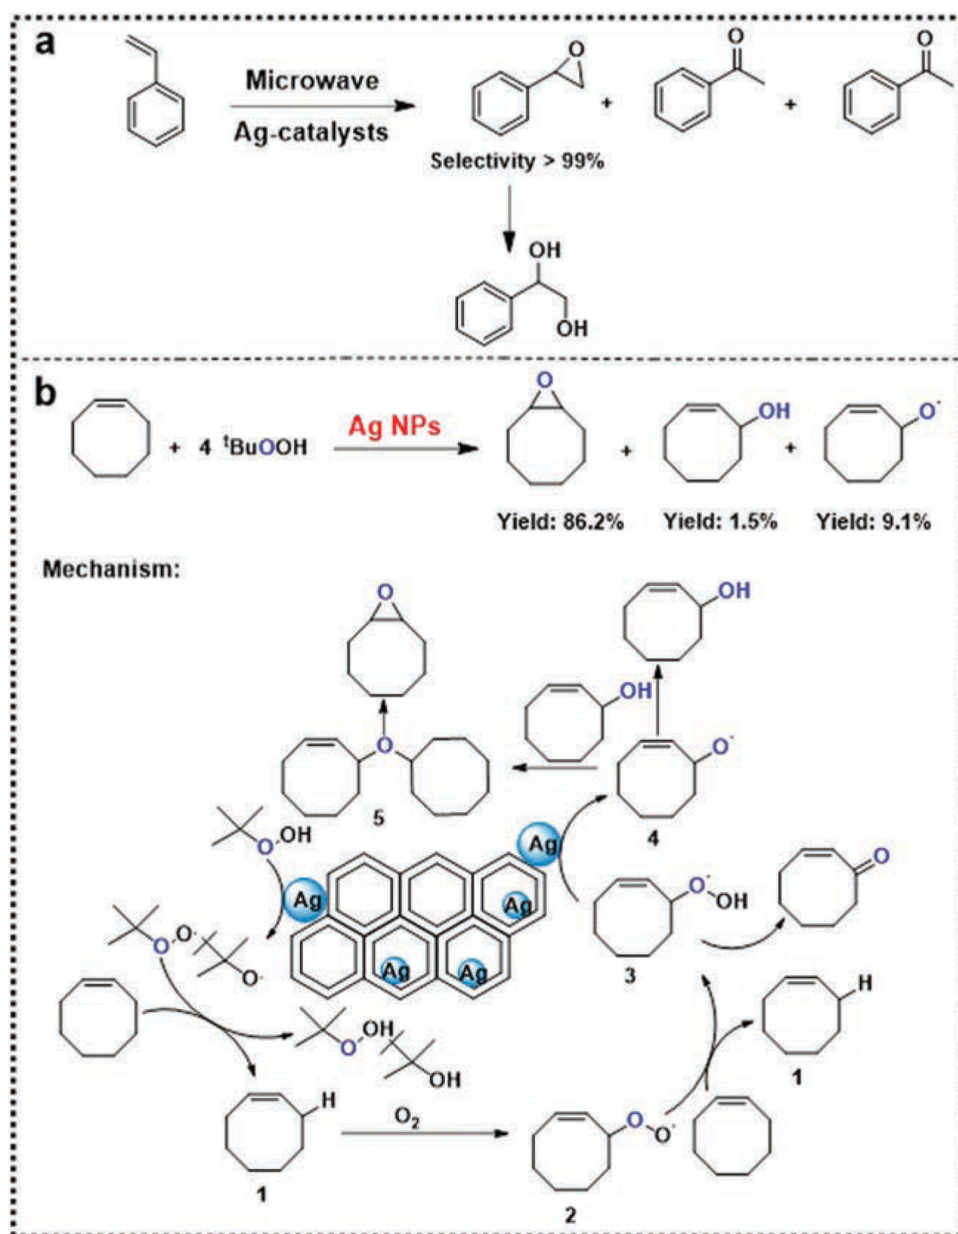 a
Microwave
Ag-catalysts
O
+
O
+
O
Selectivity > 99%
OH
OH
b
+ 4 ᵗBuOOH
Ag NPs
O
+
OH
+
O·
Yield: 86.2%
Yield: 1.5%
Yield: 9.1%
Mechanism:
O
OH
OH
O
O·
5
4
O OH
Ag
Ag
O
O·
OH
Ag
3
O O·
O·
Ag
Ag
H
O OH
OH
1
H
O₂
O
O·
1
2